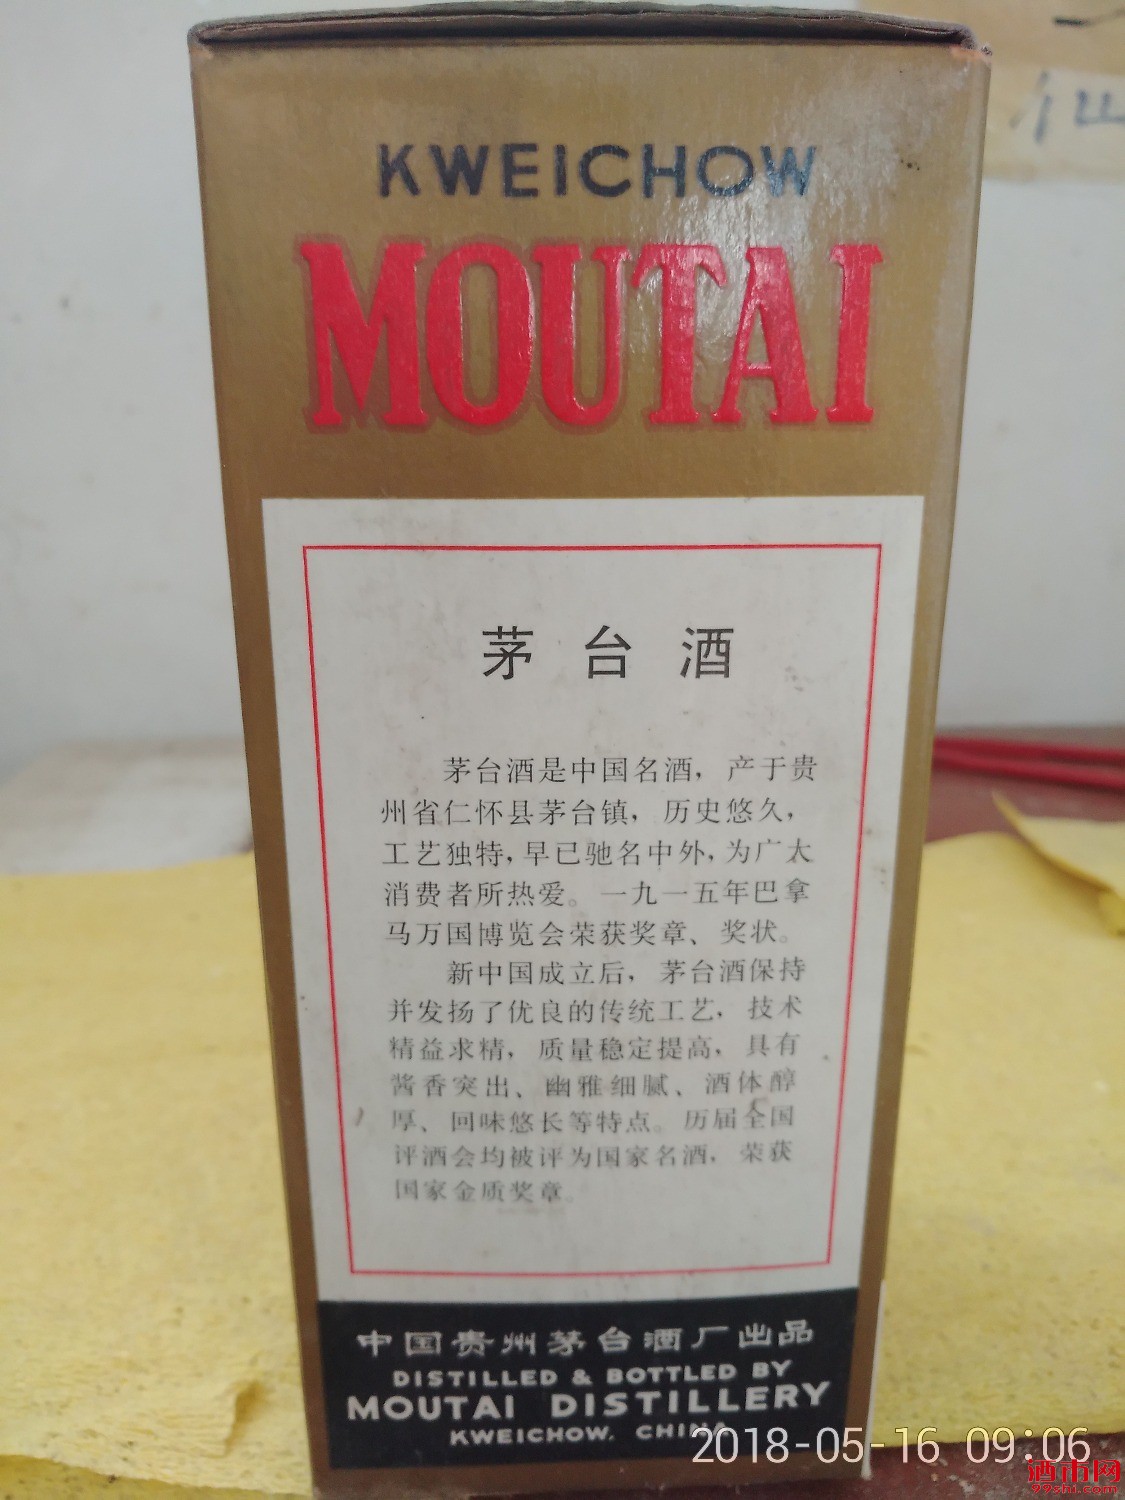 KWEICHOW
MOUTAI
茅台酒
茅台酒是中国名酒，产于贵
州省仁怀县茅台镇，历史悠久，
工艺独特，早已驰名中外，为广大
消费者所热爱。一九一五年巴拿
马万国博览会荣获奖章、奖状。
新中国成立后，茅台酒保持
并发扬了优良的传统工艺，技术
精益求精，质量稳定提高，具有
酱香突出、幽雅细腻、酒体醇
厚、回味悠长等特点。历届全国
评酒会均被评为国家名酒，荣获
国家金质奖章。
中国贵州茅台酒厂出品
DISTILLED & BOTTLED BY
MOUTAI DISTILLERY
KWEICHOW, CHINA
2018-05-16 09:06
酒市网
99shi.com